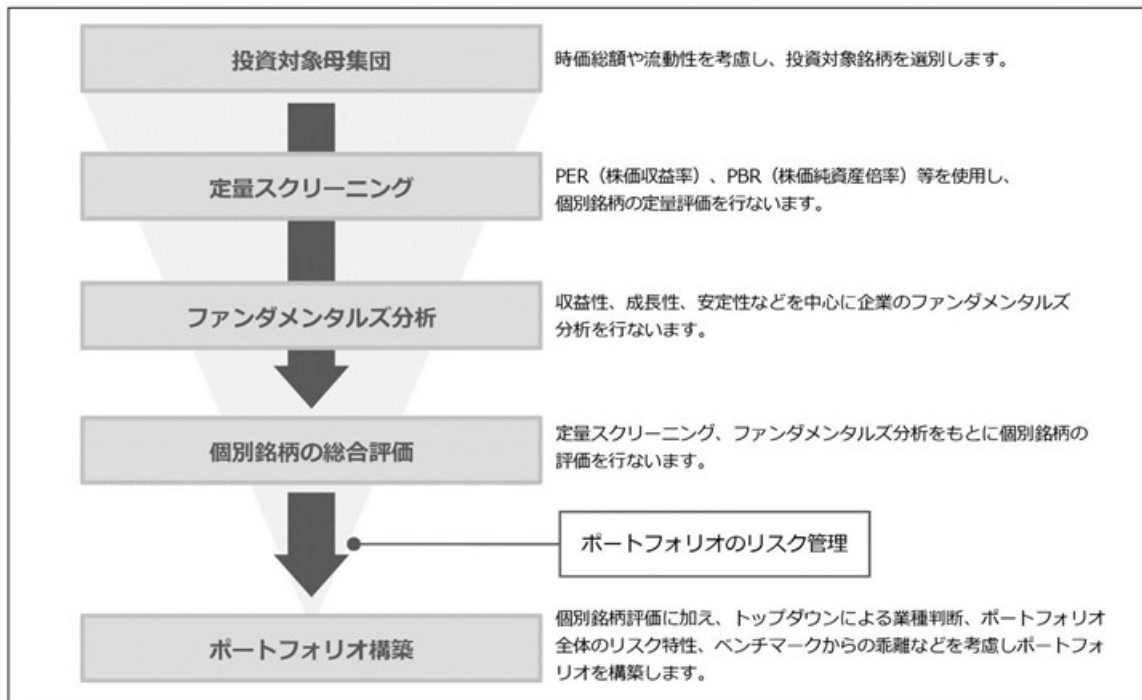 投資対象母集団
時価総額や流動性を考慮し、投資対象銘柄を選別します。
定量スクリーニング
PER（株価収益率）、PBR（株価純資産倍率）等を使用し、
個別銘柄の定量評価を行ないます。
ファンダメンタルズ分析
収益性、成長性、安定性などを中心に企業のファンダメンタルズ
分析を行ないます。
個別銘柄の総合評価
定量スクリーニング、ファンダメンタルズ分析をもとに個別銘柄の
評価を行ないます。
ポートフォリオのリスク管理
ポートフォリオ構築
個別銘柄評価に加え、トップダウンによる業種判断、ポートフォリオ
全体のリスク特性、ベンチマークからの乖離などを考慮しポートフォ
リオを構築します。